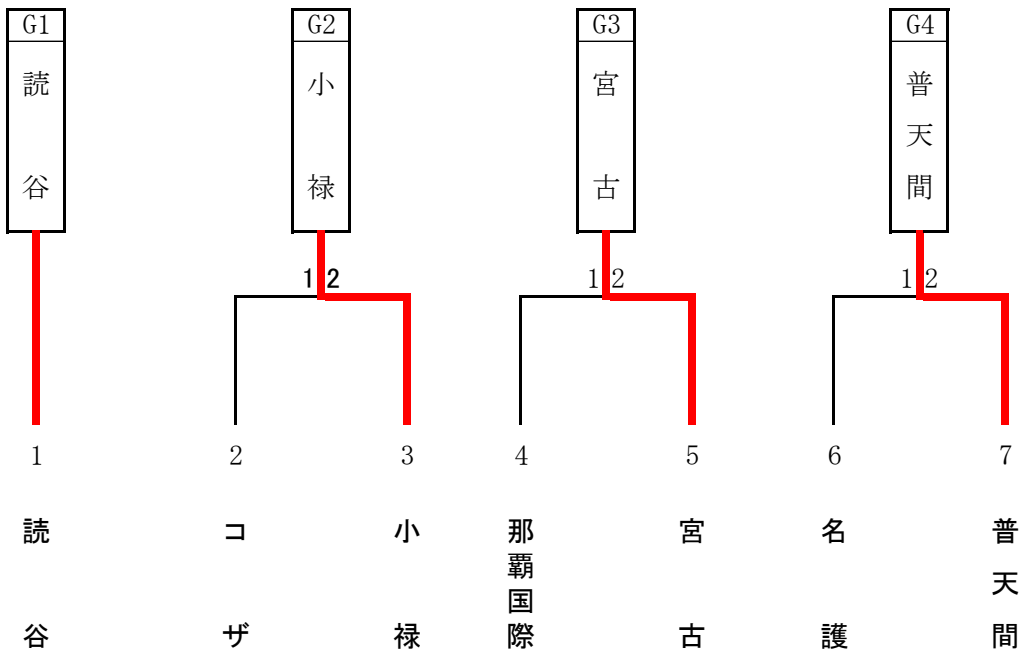 G1 G2 G3 G4
読谷 小禄 宮古 普天間
1 2 1 2 1 2
1 2 3 4 5 6 7
読谷 コザ 小禄 那覇国際 宮古 名護 普天間